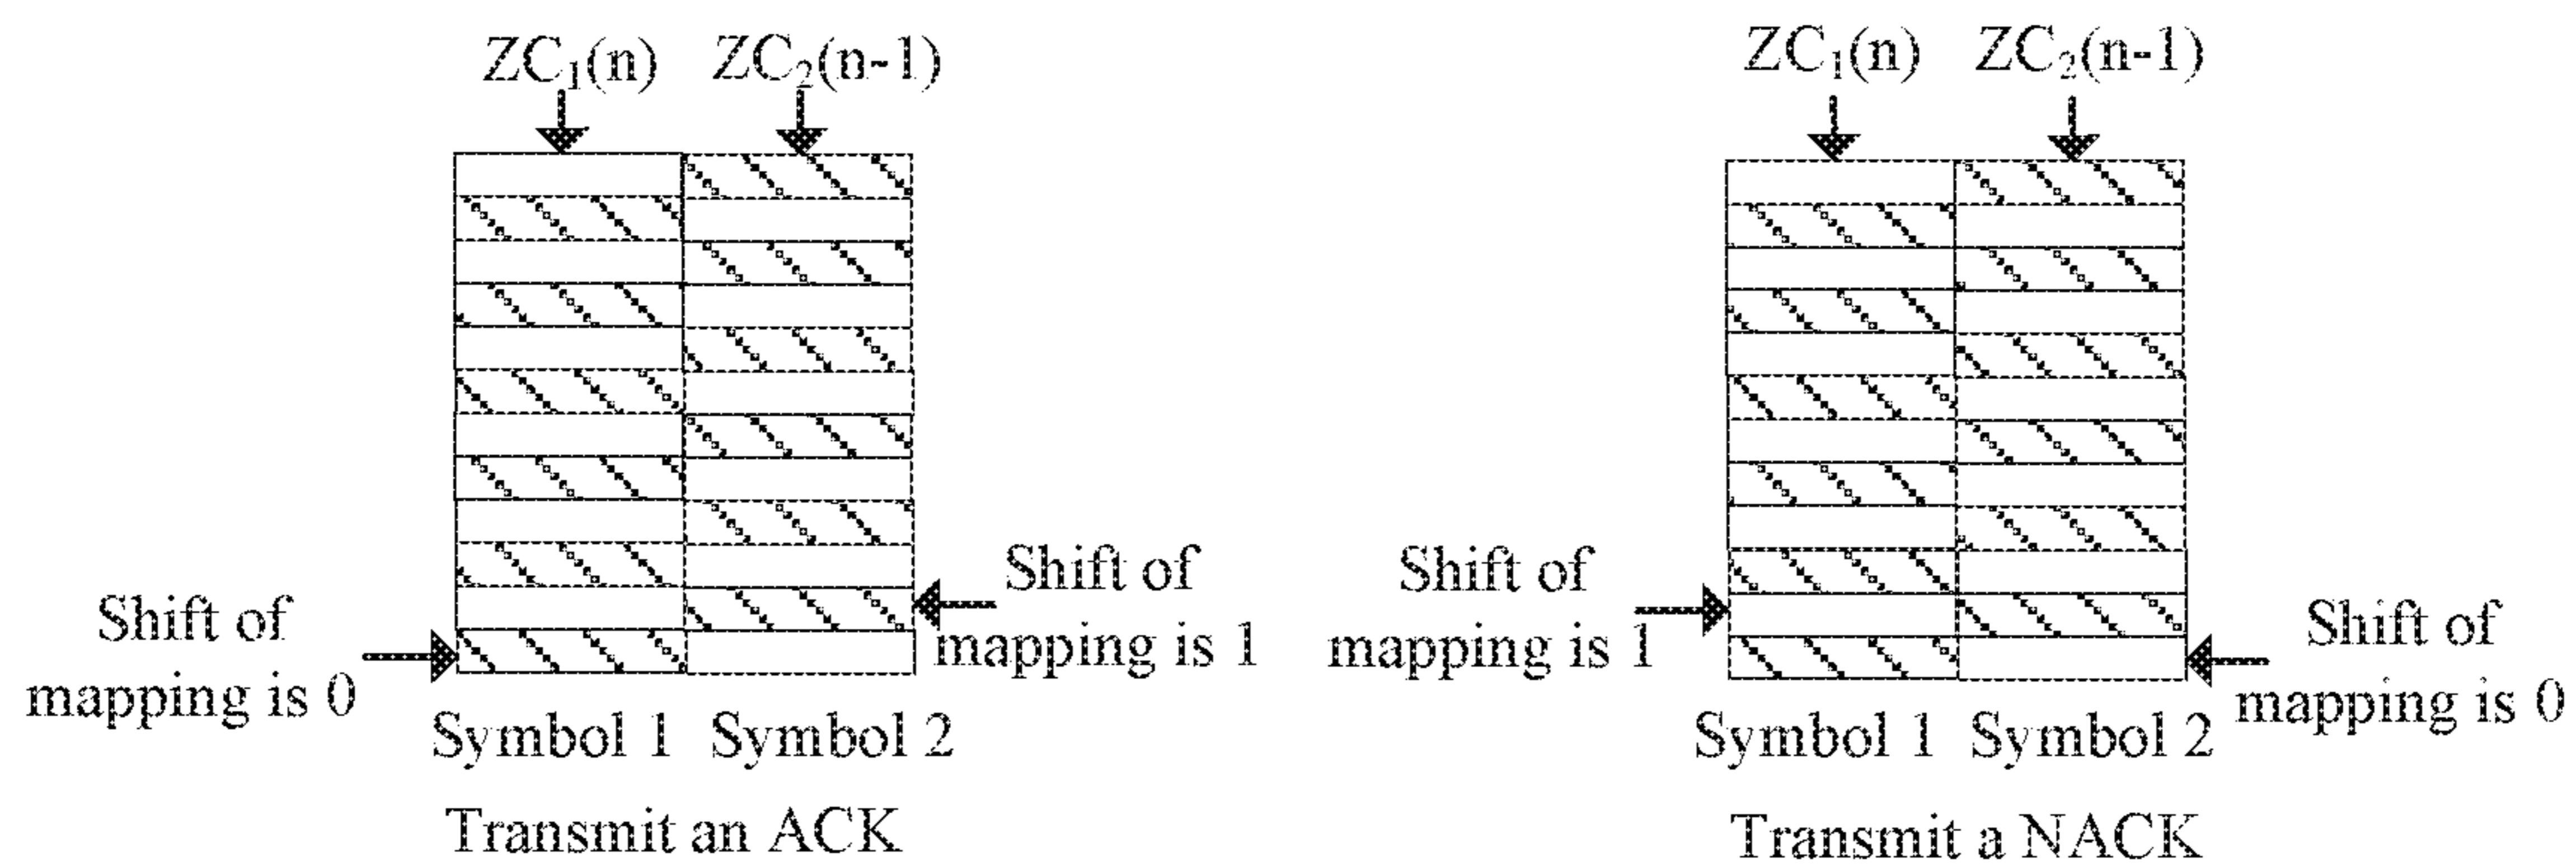 ZC₁(n) ZC₂(n-1)
Shift of
mapping is 0
Shift of
mapping is 1
Symbol 1 Symbol 2
Transmit an ACK
ZC₁(n) ZC₂(n-1)
Shift of
mapping is 1
Shift of
mapping is 0
Symbol 1 Symbol 2
Transmit a NACK